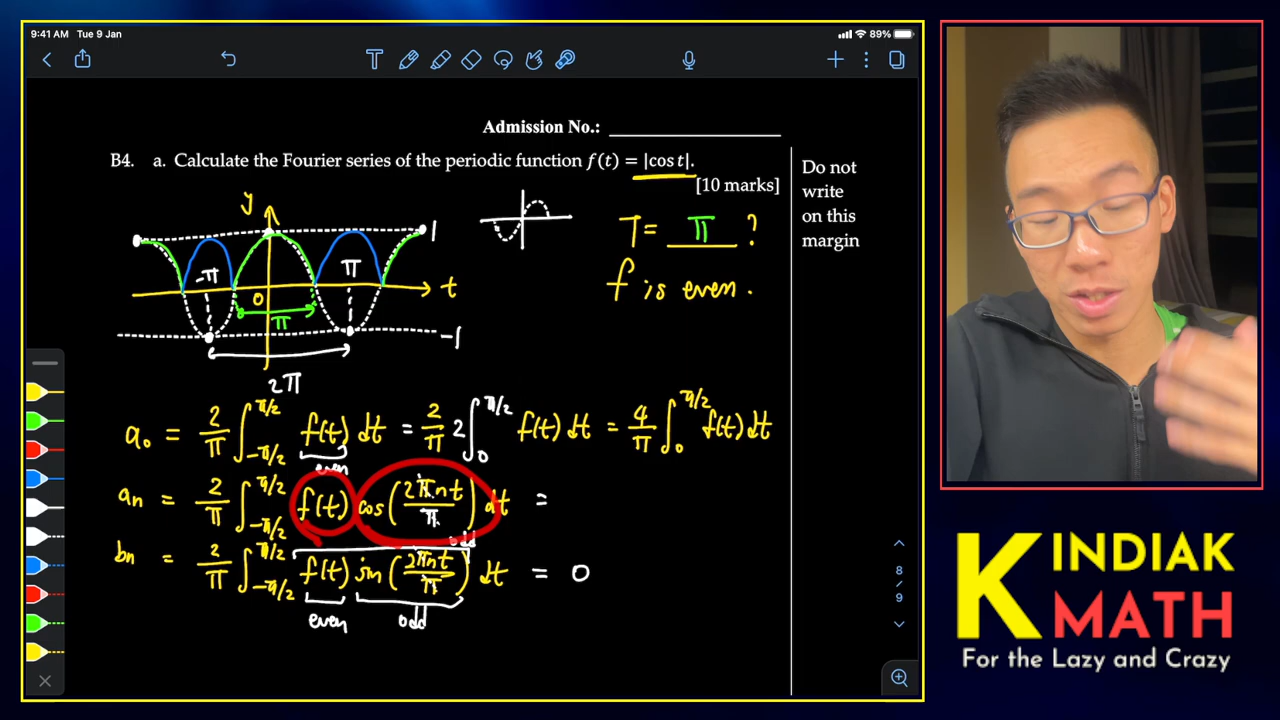 9:41 AM Tue 9 Jan 89%
Admission No.: 
B4. a. Calculate the Fourier series of the periodic function f(t) = |cos t|.
[10 marks]
Do not
write
on this
margin
y
1
T = π ?
f is even.
-π
π
0
t
π
-1
2π
a₀ = 2/π ∫_{-π/2}^{π/2} f(t) dt = 2/π 2 ∫_0^{π/2} f(t) dt = 4/π ∫_0^{π/2} f(t) dt
even
aₙ = 2/π ∫_{-π/2}^{π/2} f(t) cos(2πnt/π) dt =
odd
bₙ = 2/π ∫_{-π/2}^{π/2} f(t) sin(2πnt/π) dt = 0
even odd
8
/
9
KINDIAK
MATH
For the Lazy and Crazy